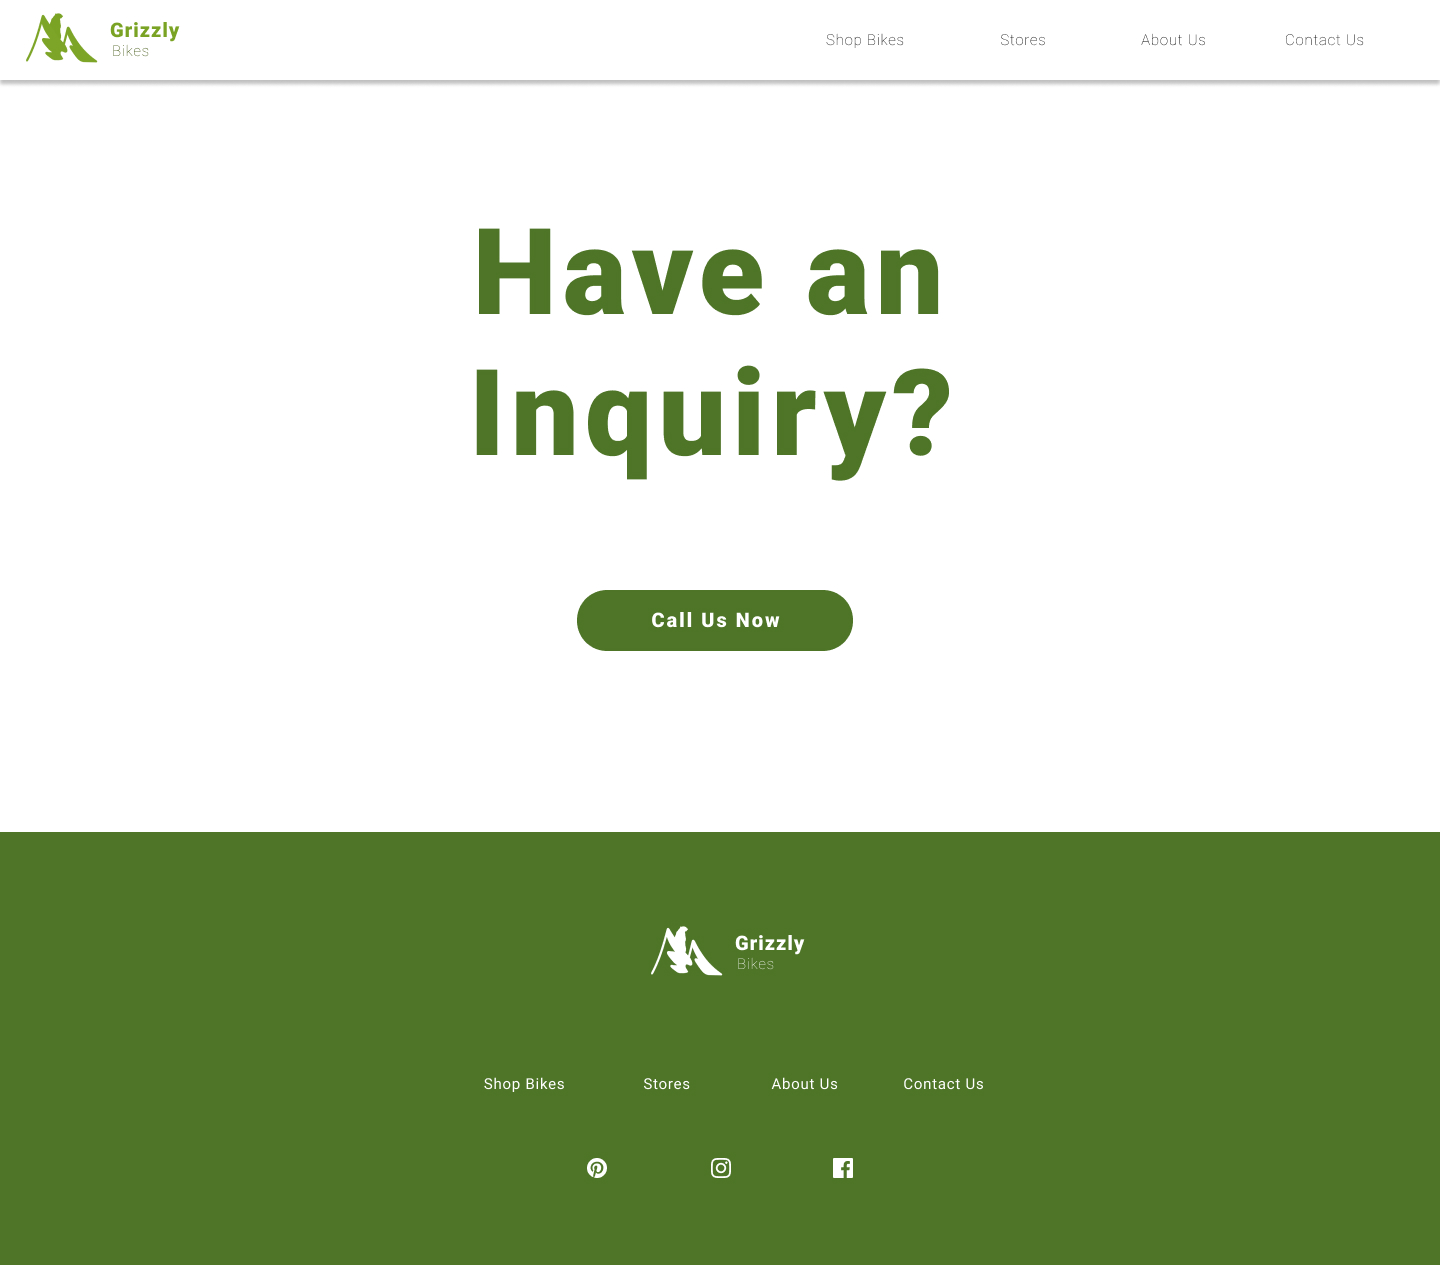 Grizzly
Bikes
Shop Bikes Stores About Us Contact Us
Have an
Inquiry?
Call Us Now
Grizzly
Bikes
Shop Bikes Stores About Us Contact Us